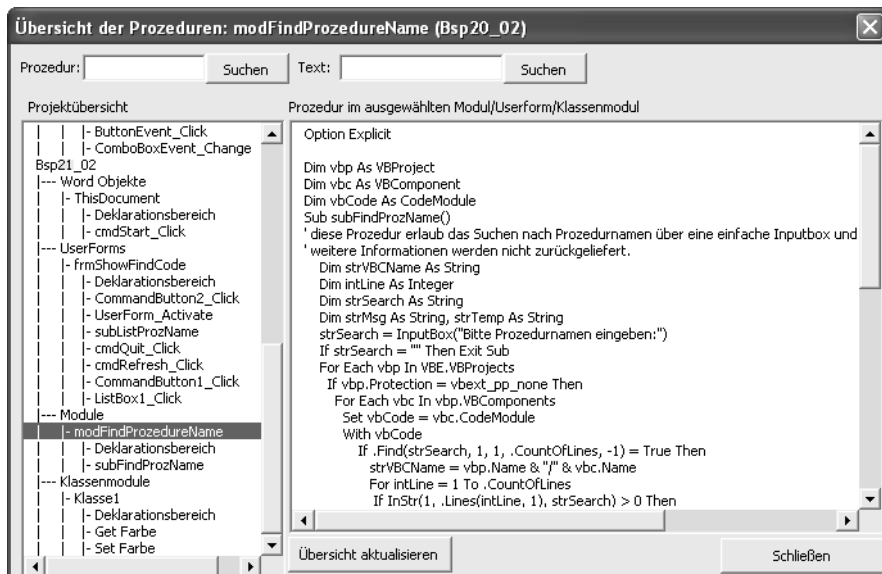 Übersicht der Prozeduren: modFindProzedureName (Bsp20_02)
Prozedur: Suchen Text: Suchen
Projektübersicht
| | |- ButtonEvent_Click
| | |- ComboBoxEvent_Change
Bsp21_02
|--- Word Objekte
| |- ThisDocument
| | |- Deklarationsbereich
| | |- cmdStart_Click
|--- UserForms
| |- frmShowFindCode
| | |- Deklarationsbereich
| | |- CommandButton2_Click
| | |- UserForm_Activate
| | |- subListProzName
| | |- cmdQuit_Click
| | |- cmdRefresh_Click
| | |- CommandButton1_Click
| | |- ListBox1_Click
|--- Module
| |- modFindProzedureName
| | |- Deklarationsbereich
| | |- subFindProzName
|--- Klassenmodule
| |- Klasse1
| | |- Deklarationsbereich
| | |- Get Farbe
| | |- Set Farbe
Prozedur im ausgewählten Modul/Userform/Klassenmodul
Option Explicit
Dim vbp As VBProject
Dim vbc As VBComponent
Dim vbCode As CodeModule
Sub subFindProzName()
' diese Prozedur erlaub das Suchen nach Prozedurnamen über eine einfache Inputbox und
' weitere Informationen werden nicht zurückgeliefert.
Dim strVBCName As String
Dim intLine As Integer
Dim strSearch As String
Dim strMsg As String, strTemp As String
strSearch = InputBox("Bitte Prozedurnamen eingeben:")
If strSearch = "" Then Exit Sub
For Each vbp In VBE.VBProjects
If vbp.Protection = vbext_pp_none Then
For Each vbc In vbp.VBComponents
Set vbCode = vbc.CodeModule
With vbCode
If .Find(strSearch, 1, 1, .CountOfLines, -1) = True Then
strVBCName = vbp.Name & "/" & vbc.Name
For intLine = 1 To .CountOfLines
If InStr(1, .Lines(intLine, 1), strSearch) > 0 Then
Übersicht aktualisieren
Schließen